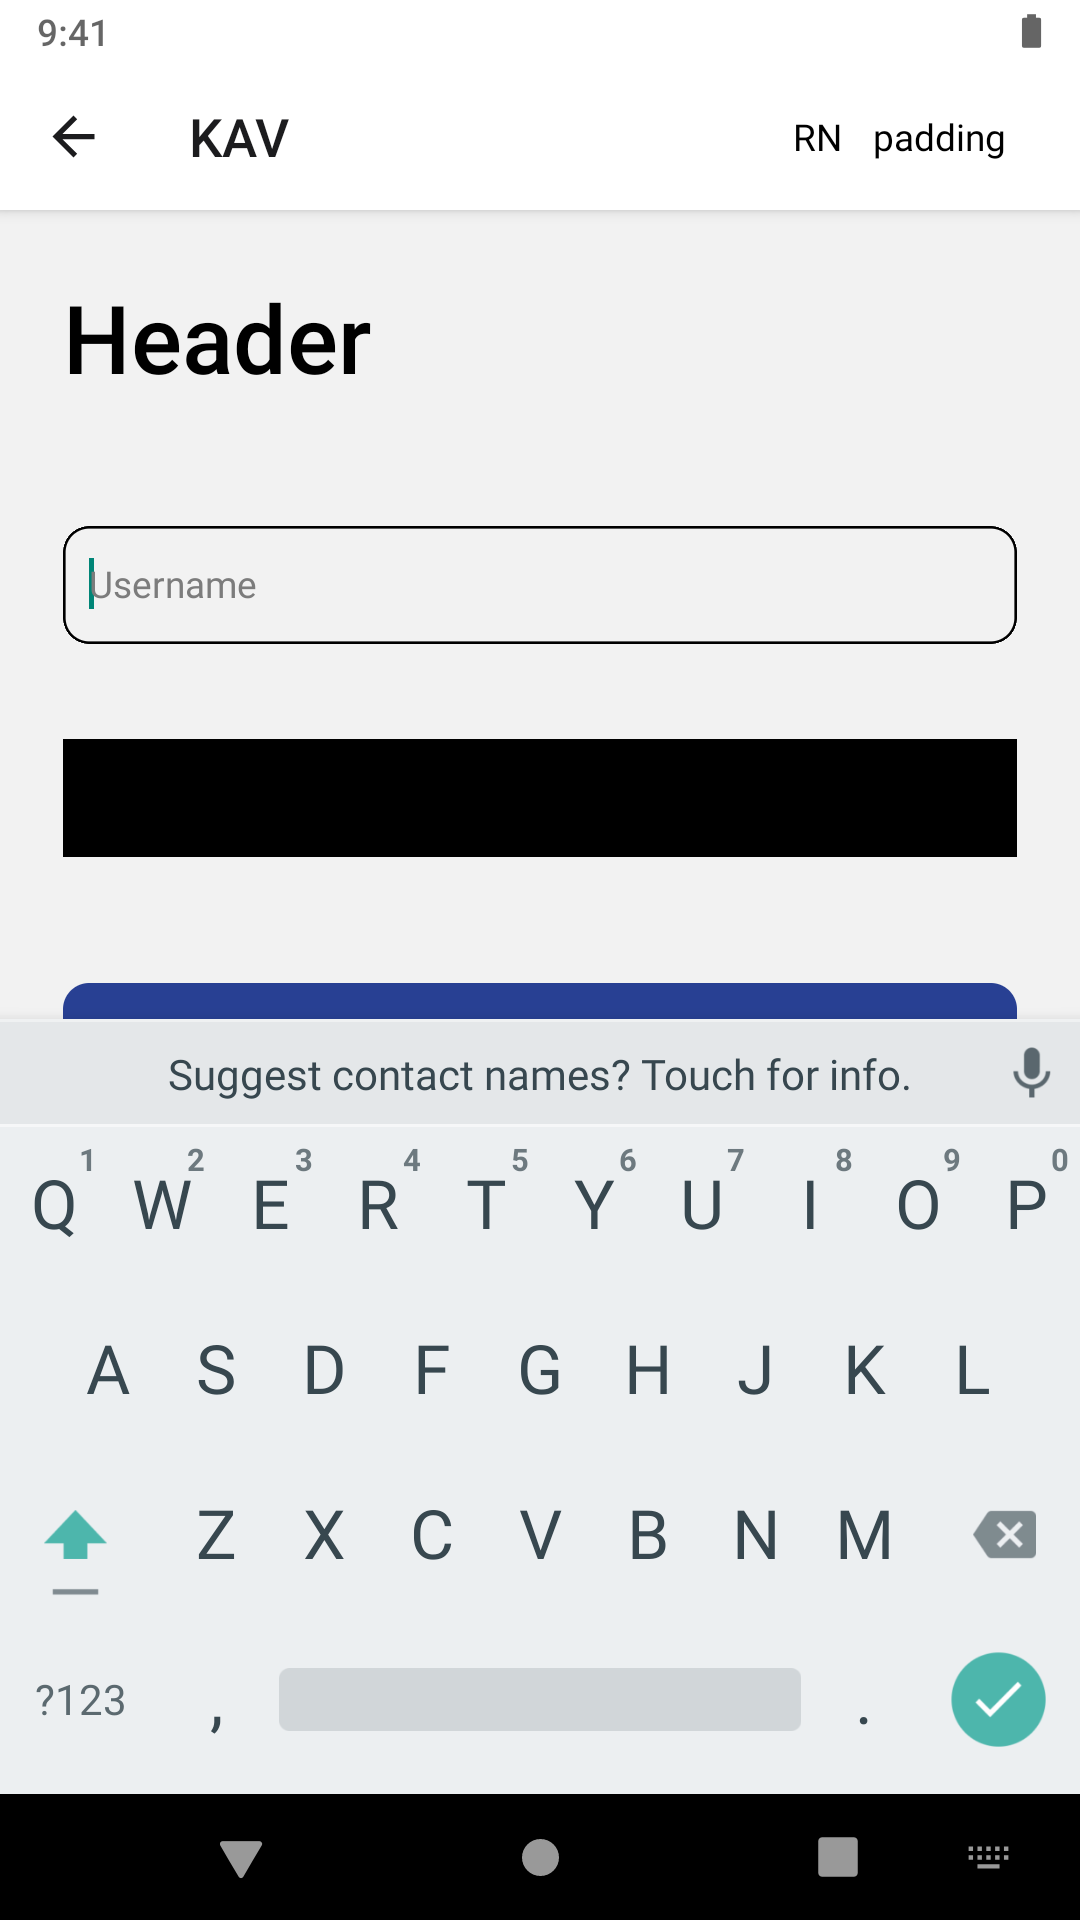 9:41
KAV RN padding
Header
Username
Suggest contact names? Touch for info.
1 2 3 4 5 6 7 8 9 0
Q W E R T Y U I O P
A S D F G H J K L
Z X C V B N M
?123 , .